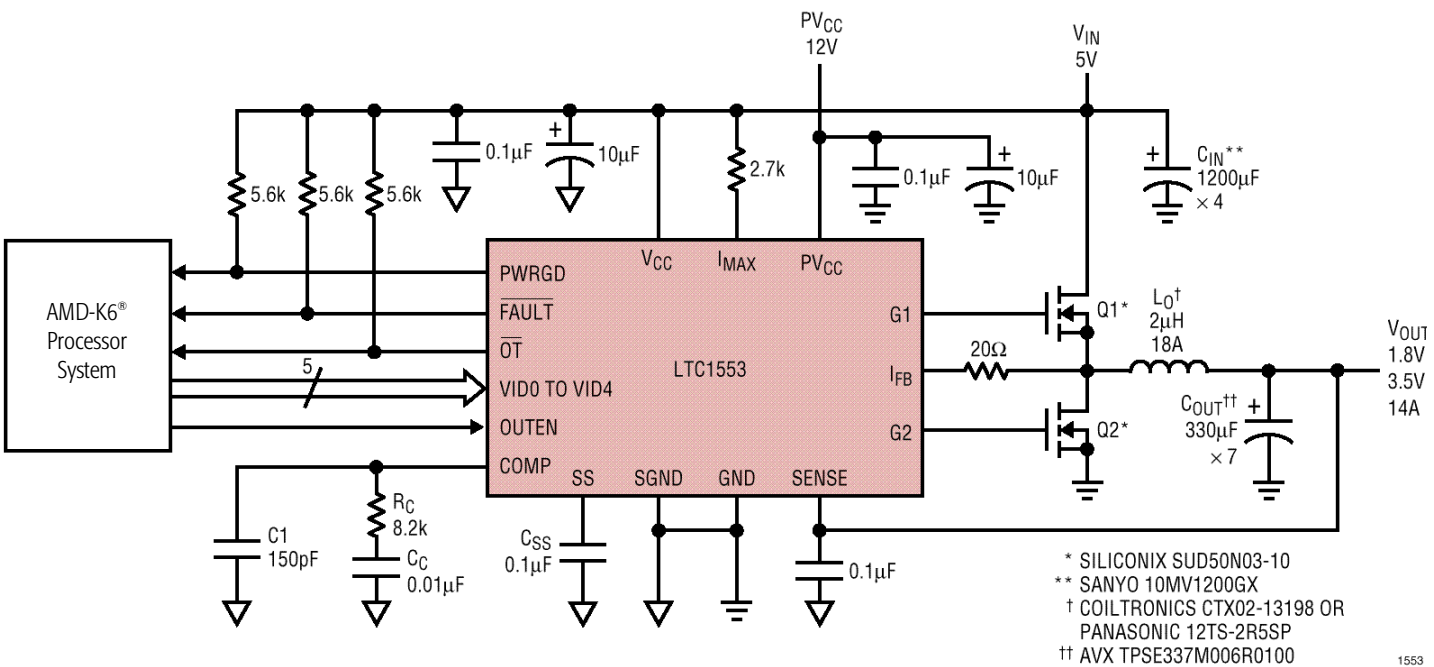 PVCC
12V
VIN
5V
0.1µF
+
10µF
2.7k
0.1µF
+
10µF
+
CIN**
1200µF
× 4
5.6k
5.6k
5.6k
AMD-K6®
Processor
System
5
PWRGD
FAULT
OT
VID0 TO VID4
OUTEN
COMP
VCC
IMAX
PVCC
LTC1553
G1
IFB
G2
SS
SGND
GND
SENSE
Q1*
20Ω
Q2*
LO†
2µH
18A
VOUT
1.8V
3.5V
14A
COUT††
330µF
× 7
+
C1
150pF
RC
8.2k
CC
0.01µF
CSS
0.1µF
0.1µF
* SILICONIX SUD50N03-10
** SANYO 10MV1200GX
† COILTRONICS CTX02-13198 OR
PANASONIC 12TS-2R5SP
†† AVX TPSE337M006R0100
1553